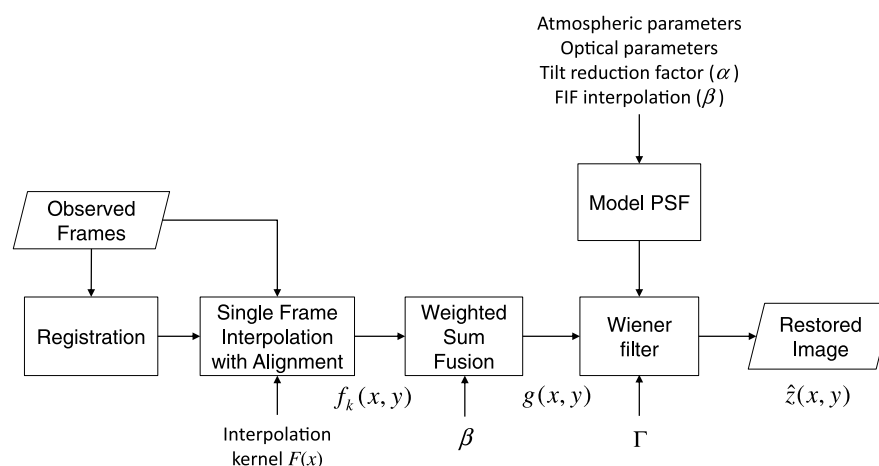 Atmospheric parameters
Optical parameters
Tilt reduction factor (α)
FIF interpolation (β)
Model PSF
Observed
Frames
Registration
Single Frame
Interpolation
with Alignment
Weighted
Sum
Fusion
Wiener
filter
Restored
Image
f_k(x, y)
g(x, y)
ẑ(x, y)
Interpolation
kernel F(x)
β
Γ